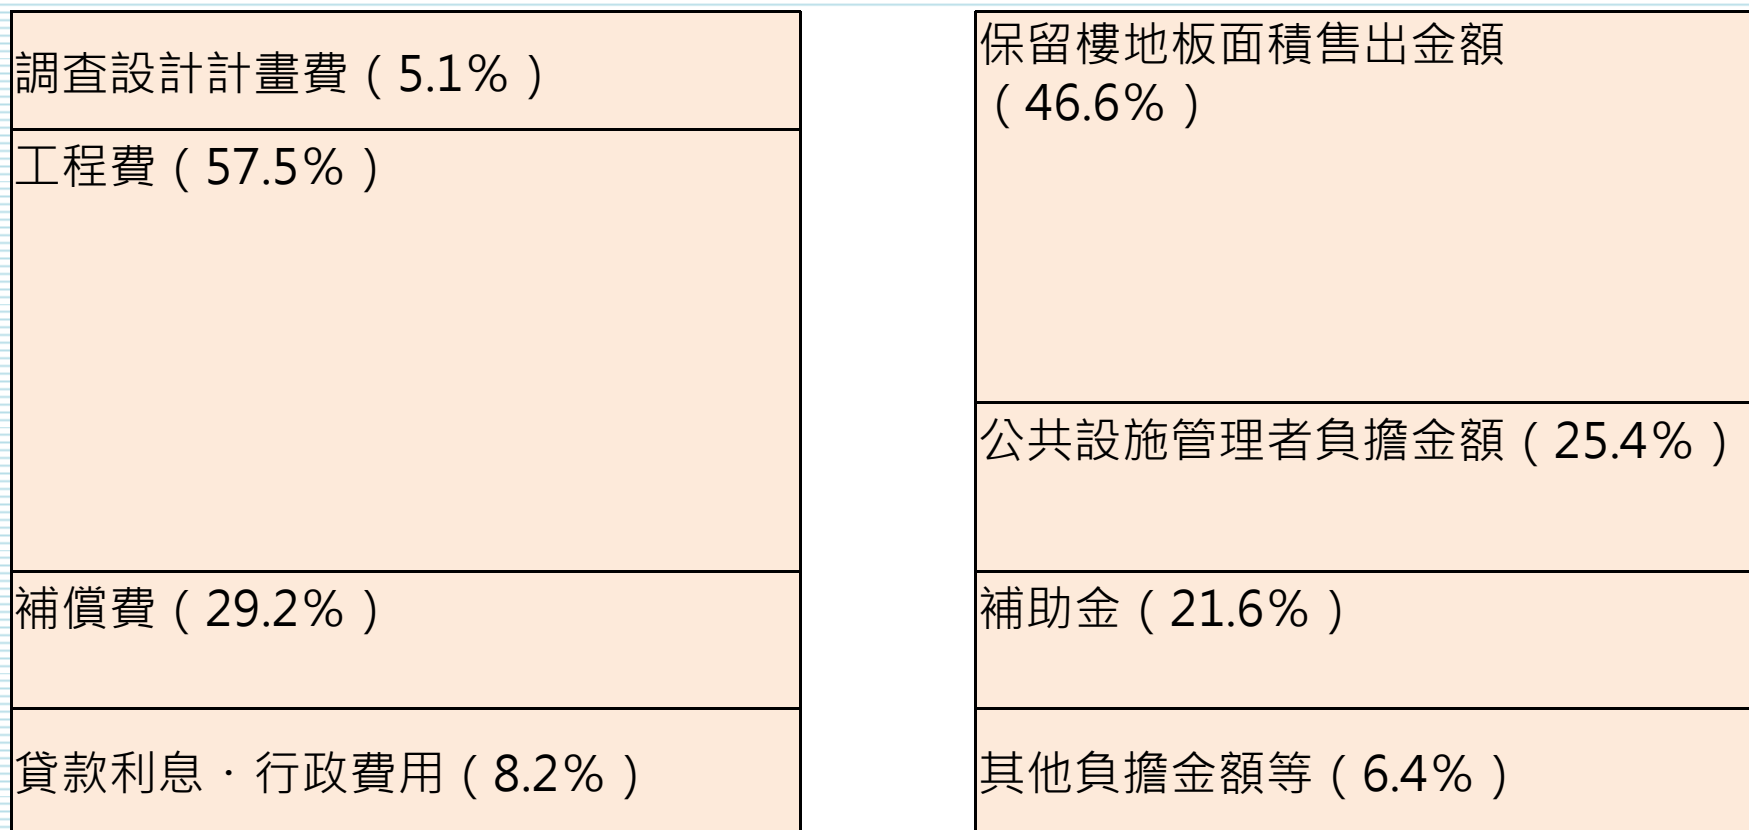 調查設計計畫費（5.1%）
工程費（57.5%）
補償費（29.2%）
貸款利息．行政費用（8.2%）
保留樓地板面積售出金額
（46.6%）
公共設施管理者負擔金額（25.4%）
補助金（21.6%）
其他負擔金額等（6.4%）